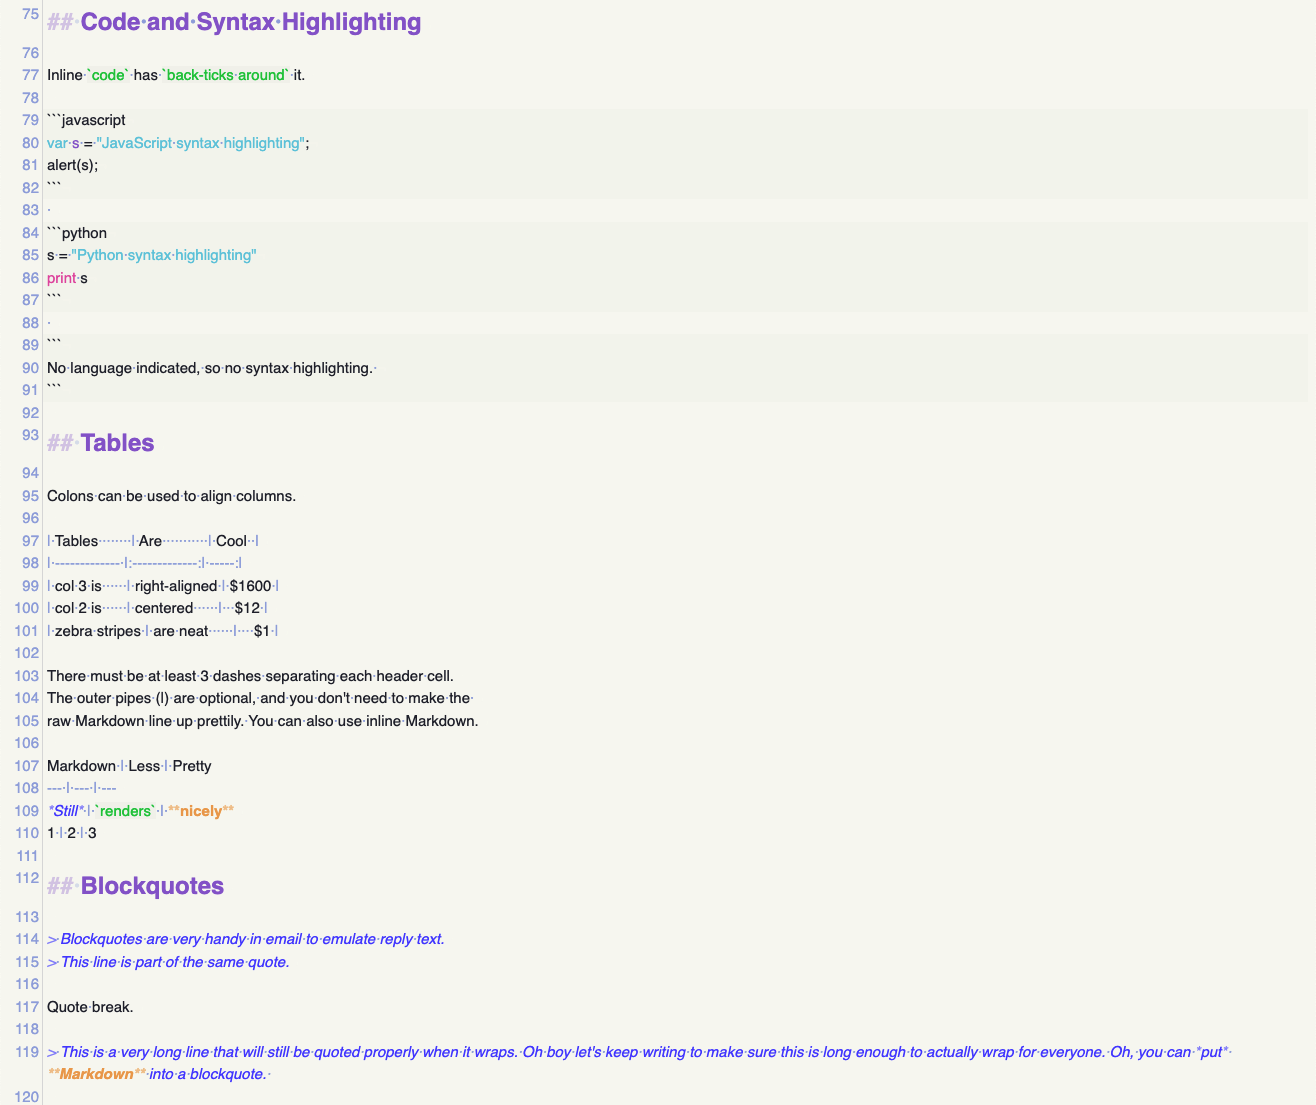 75 ## Code and Syntax Highlighting
76
77 Inline `code` has `back-ticks around` it.
78
79 ```javascript
80 var s = "JavaScript syntax highlighting";
81 alert(s);
82 ```
83
84 ```python
85 s = "Python syntax highlighting"
86 print s
87 ```
88
89 ```
90 No language indicated, so no syntax highlighting.
91 ```
92
93 ## Tables
94
95 Colons can be used to align columns.
96
97 | Tables        | Are           | Cool  |
98 | ------------- |:-------------:| -----:|
99 | col 3 is      | right-aligned | $1600 |
100 | col 2 is      | centered      |   $12 |
101 | zebra stripes | are neat      |    $1 |
102
103 There must be at least 3 dashes separating each header cell.
104 The outer pipes (|) are optional, and you don't need to make the
105 raw Markdown line up prettily. You can also use inline Markdown.
106
107 Markdown | Less | Pretty
108 --- | --- | ---
109 *Still* | `renders` | **nicely**
110 1 | 2 | 3
111
112 ## Blockquotes
113
114 > Blockquotes are very handy in email to emulate reply text.
115 > This line is part of the same quote.
116
117 Quote break.
118
119 > This is a very long line that will still be quoted properly when it wraps. Oh boy let's keep writing to make sure this is long enough to actually wrap for everyone. Oh, you can *put*
**Markdown** into a blockquote.
120